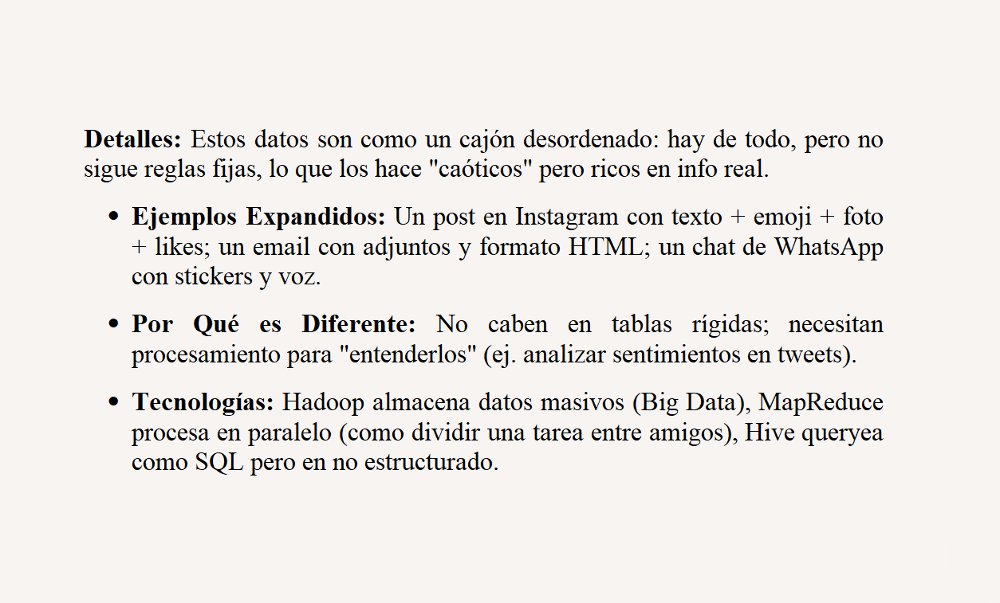 Detalles: Estos datos son como un cajón desordenado: hay de todo, pero no
sigue reglas fijas, lo que los hace "caóticos" pero ricos en info real.
• Ejemplos Expandidos: Un post en Instagram con texto + emoji + foto
+ likes; un email con adjuntos y formato HTML; un chat de WhatsApp
con stickers y voz.
• Por Qué es Diferente: No caben en tablas rígidas; necesitan
procesamiento para "entenderlos" (ej. analizar sentimientos en tweets).
• Tecnologías: Hadoop almacena datos masivos (Big Data), MapReduce
procesa en paralelo (como dividir una tarea entre amigos), Hive queryea
como SQL pero en no estructurado.